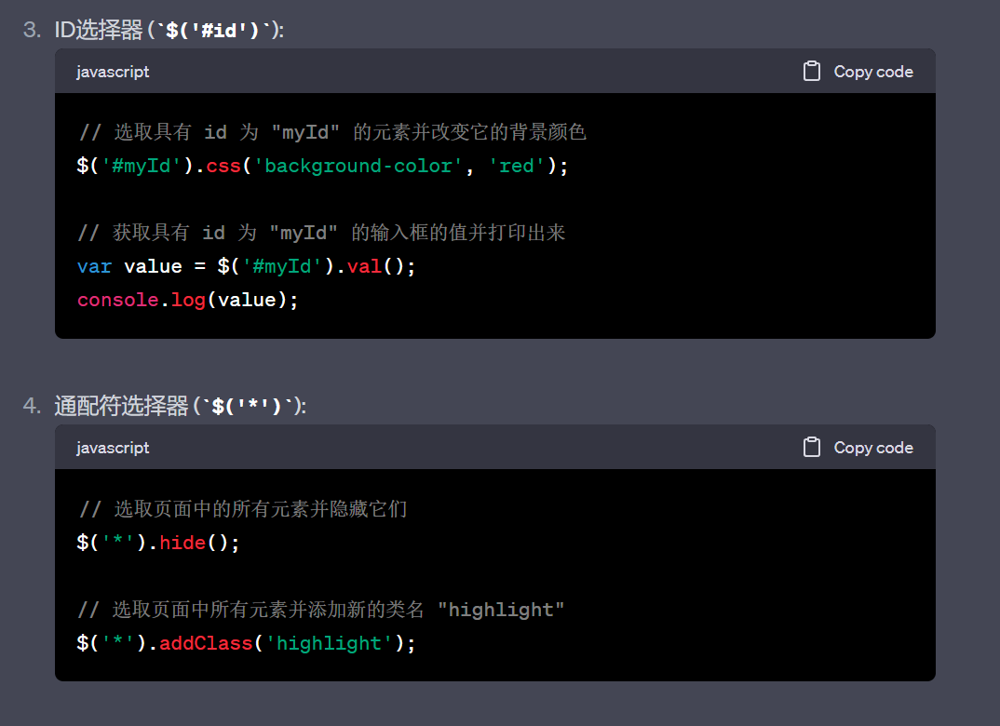 3. ID选择器 (`$('#id')`):
javascript
Copy code
// 选取具有 id 为 "myId" 的元素并改变它的背景颜色
$('#myId').css('background-color', 'red');
// 获取具有 id 为 "myId" 的输入框的值并打印出来
var value = $('#myId').val();
console.log(value);
4. 通配符选择器 (`$('*')`):
javascript
Copy code
// 选取页面中的所有元素并隐藏它们
$('*').hide();
// 选取页面中所有元素并添加新的类名 "highlight"
$('*').addClass('highlight');